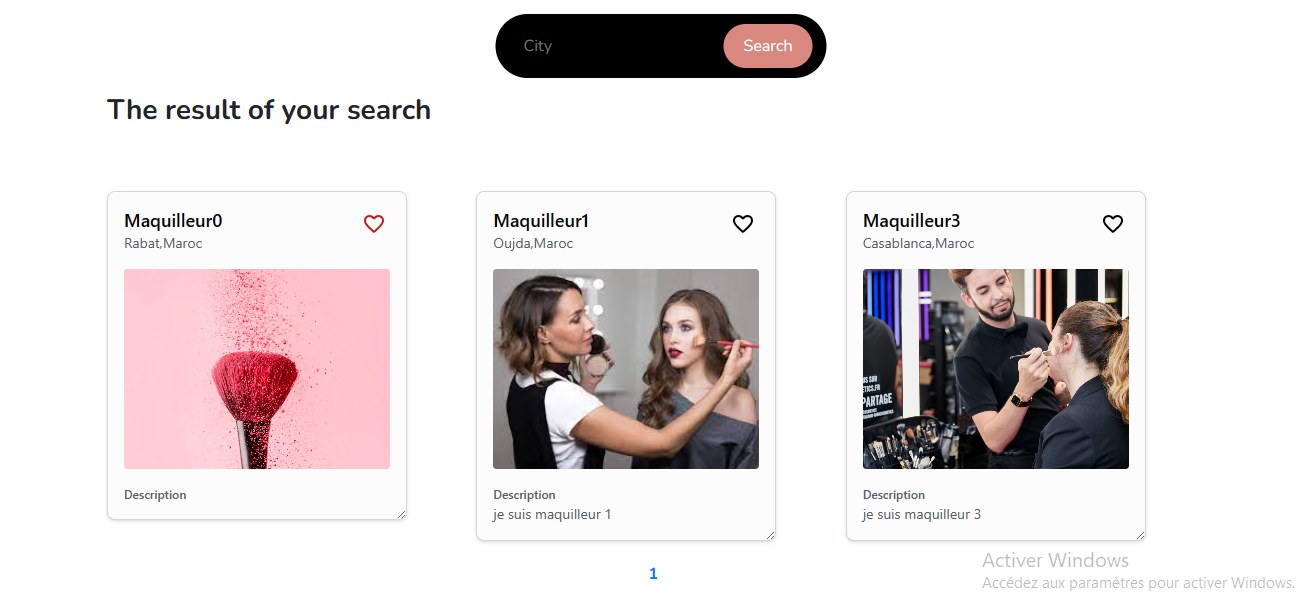 City
Search
The result of your search
Maquilleur0
Rabat,Maroc
Description
Maquilleur1
Oujda,Maroc
Description
je suis maquilleur 1
Maquilleur3
Casablanca,Maroc
PARTAGE
Description
je suis maquilleur 3
1
Activer Windows
Accédez aux paramètres pour activer Windows.